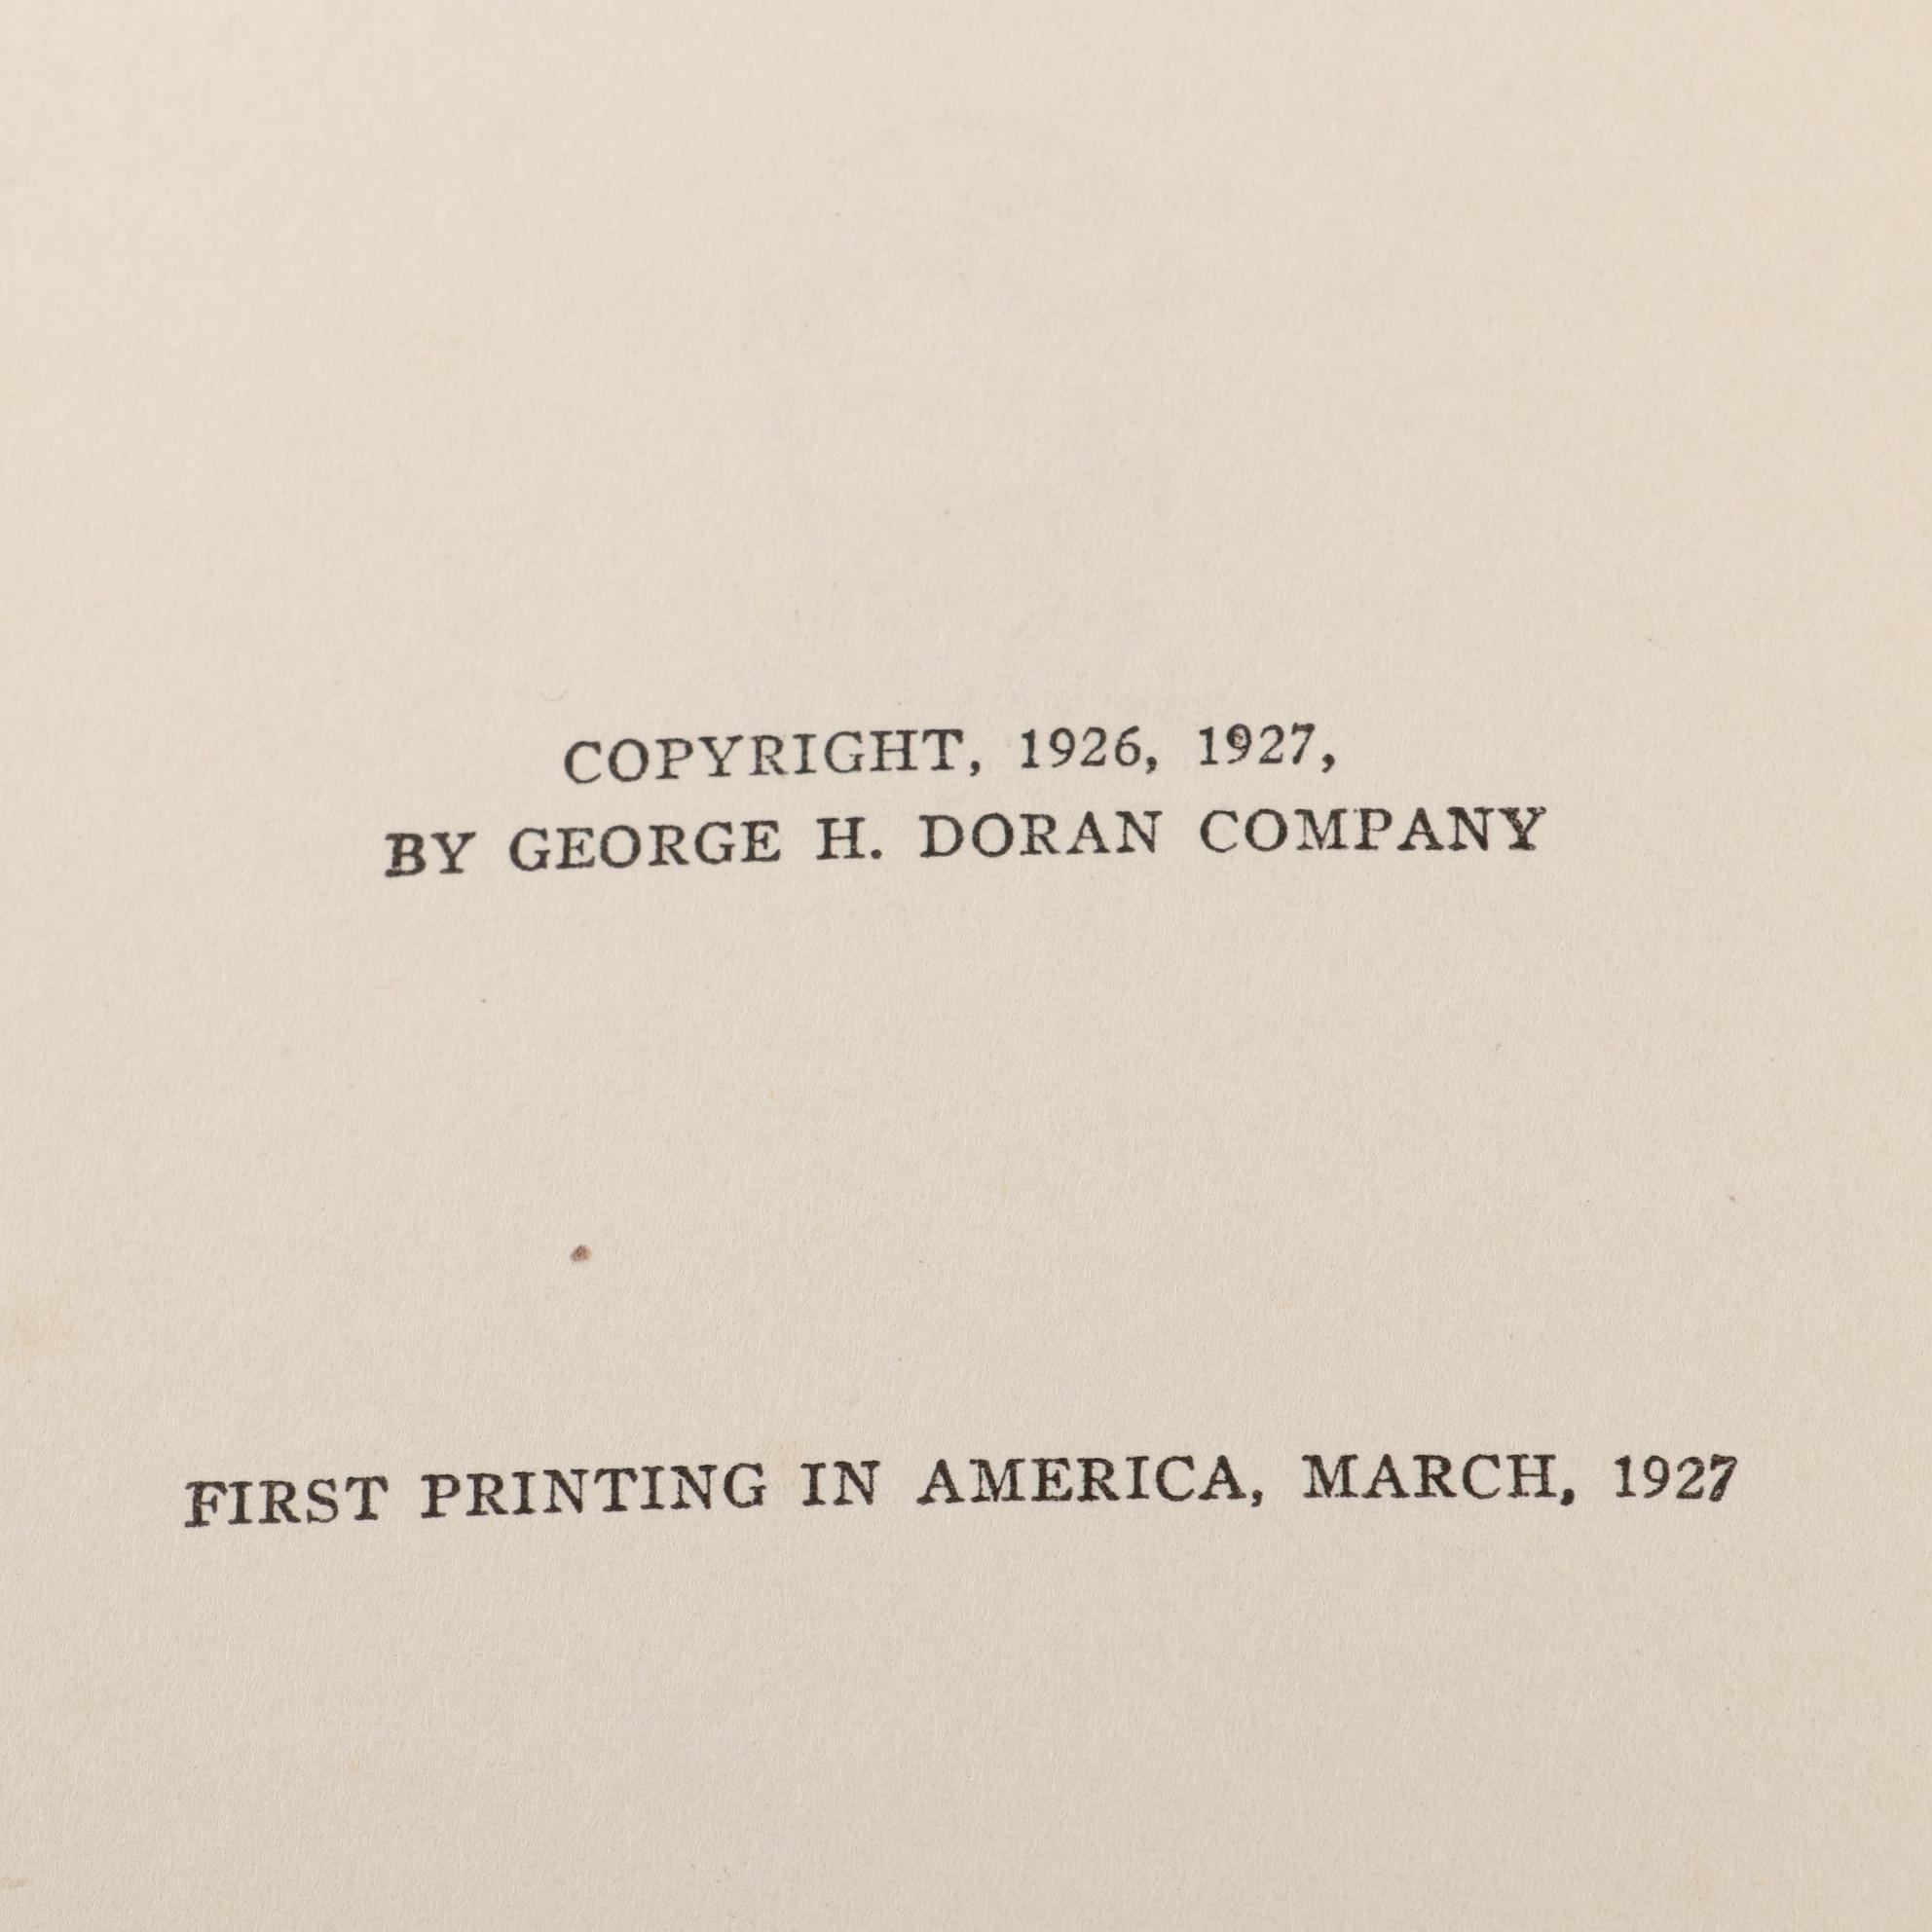 COPYRIGHT, 1926, 1927,
BY GEORGE H. DORAN COMPANY
FIRST PRINTING IN AMERICA, MARCH, 1927